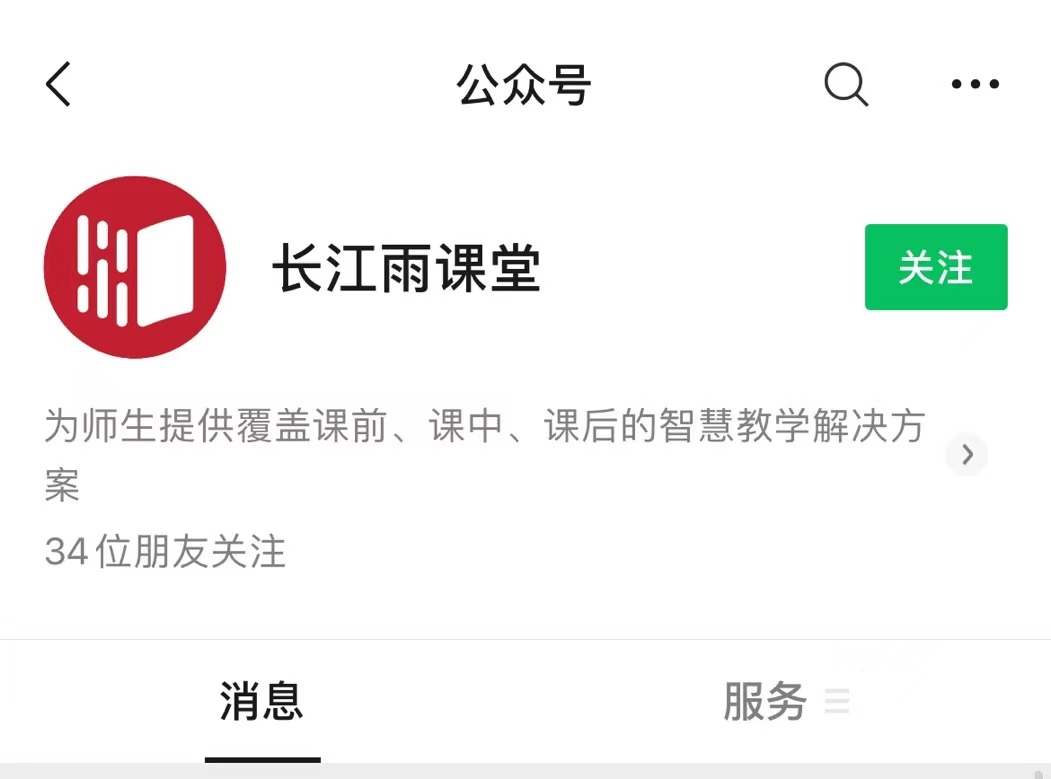 公众号
长江雨课堂
关注
为师生提供覆盖课前、课中、课后的智慧教学解决方
案
34位朋友关注
消息
服务